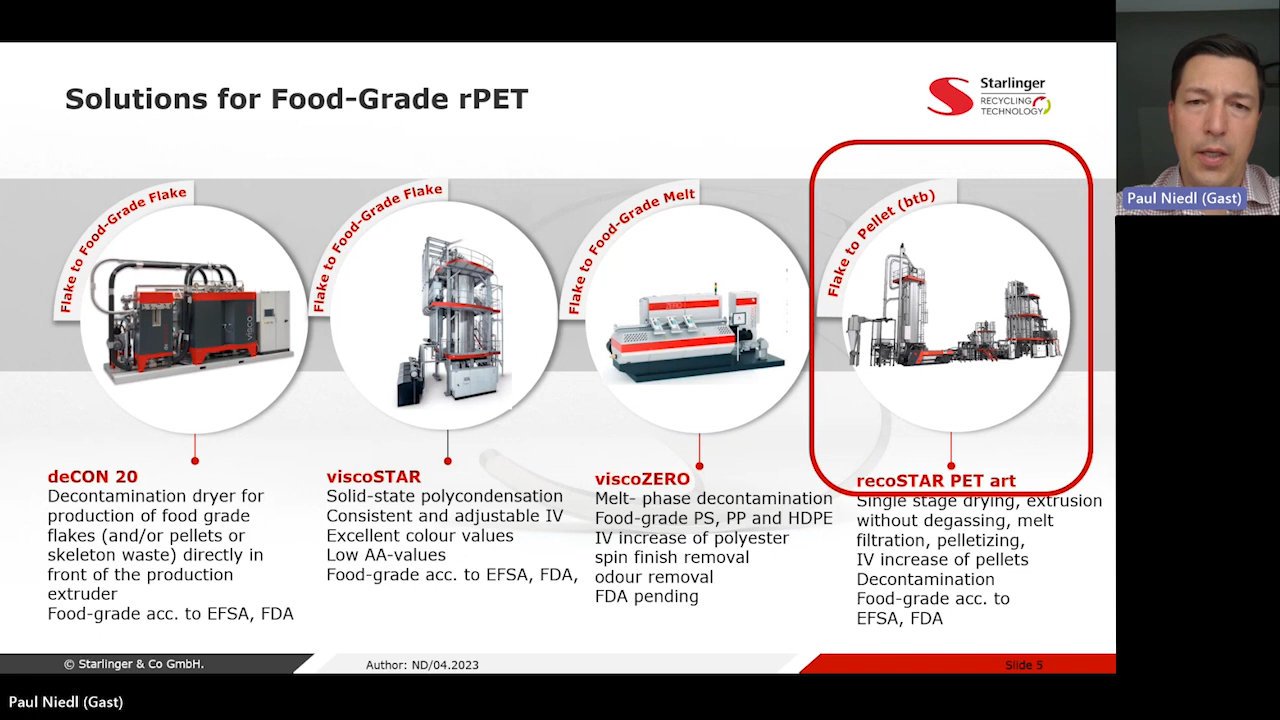 Solutions for Food-Grade rPET
Starlinger
RECYCLING
TECHNOLOGY
Paul Niedl (Gast)
Flake to Food-Grade Flake
Flake to Food-Grade Flake
Flake to Food-Grade Melt
Flake to Pellet (btb)
visco
ZERO
deCON 20
Decontamination dryer for
production of food grade
flakes (and/or pellets or
skeleton waste) directly in
front of the production
extruder
Food-grade acc. to EFSA, FDA
viscoSTAR
Solid-state polycondensation
Consistent and adjustable IV
Excellent colour values
Low AA-values
Food-grade acc. to EFSA, FDA,
viscoZERO
Melt- phase decontamination
Food-grade PS, PP and HDPE
IV increase of polyester
spin finish removal
odour removal
FDA pending
recoSTAR PET art
Single stage drying, extrusion
without degassing, melt
filtration, pelletizing,
IV increase of pellets
Decontamination
Food-grade acc. to
EFSA, FDA
© Starlinger & Co GmbH.
Author: ND/04.2023
Slide 5
Paul Niedl (Gast)